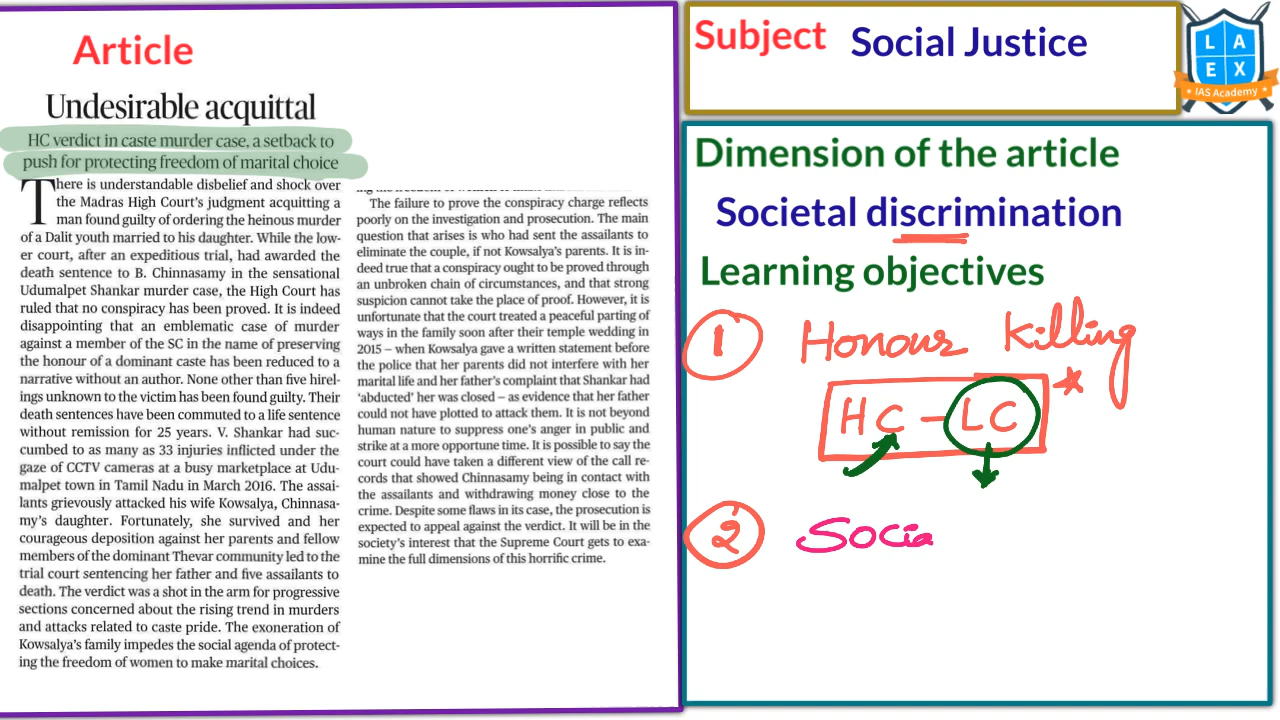 Article
Undesirable acquittal
HC verdict in caste murder case, a setback to
push for protecting freedom of marital choice
There is understandable disbelief and shock over
the Madras High Court's judgment acquitting a
man found guilty of ordering the heinous murder
of a Dalit youth married to his daughter. While the low-
er court, after an expeditious trial, had awarded the
death sentence to B. Chinnasamy in the sensational
Udumalpet Shankar murder case, the High Court has
ruled that no conspiracy has been proved. It is indeed
disappointing that an emblematic case of murder
against a member of the SC in the name of preserving
the honour of a dominant caste has been reduced to a
narrative without an author. None other than five hirel-
ings unknown to the victim has been found guilty. Their
death sentences have been commuted to a life sentence
without remission for 25 years. V. Shankar had suc-
cumbed to as many as 33 injuries inflicted under the
gaze of CCTV cameras at a busy marketplace at Udu-
malpet town in Tamil Nadu in March 2016. The assai-
lants grievously attacked his wife Kowsalya, Chinnasa-
my's daughter. Fortunately, she survived and her
courageous deposition against her parents and fellow
members of the dominant Thevar community led to the
trial court sentencing her father and five assailants to
death. The verdict was a shot in the arm for progressive
sections concerned about the rising trend in murders
and attacks related to caste pride. The exoneration of
Kowsalya's family impedes the social agenda of protect-
ing the freedom of women to make marital choices.
The failure to prove the conspiracy charge reflects
poorly on the investigation and prosecution. The main
question that arises is who had sent the assailants to
eliminate the couple, if not Kowsalya's parents. It is in-
deed true that a conspiracy ought to be proved through
an unbroken chain of circumstances, and that strong
suspicion cannot take the place of proof. However, it is
unfortunate that the court treated a peaceful parting of
ways in the family soon after their temple wedding in
2015 – when Kowsalya gave a written statement before
the police that her parents did not interfere with her
marital life and her father's complaint that Shankar had
'abducted' her was closed – as evidence that her father
could not have plotted to attack them. It is not beyond
human nature to suppress one's anger in public and
strike at a more opportune time. It is possible to say the
court could have taken a different view of the call re-
cords that showed Chinnasamy being in contact with
the assailants and withdrawing money close to the
crime. Despite some flaws in its case, the prosecution is
expected to appeal against the verdict. It will be in the
society's interest that the Supreme Court gets to exa-
mine the full dimensions of this horrific crime.
Subject Social Justice
L A
E X
IAS Academy
Dimension of the article
Societal discrimination
Learning objectives
1 Honour Killing
HC - LC
2 Socia